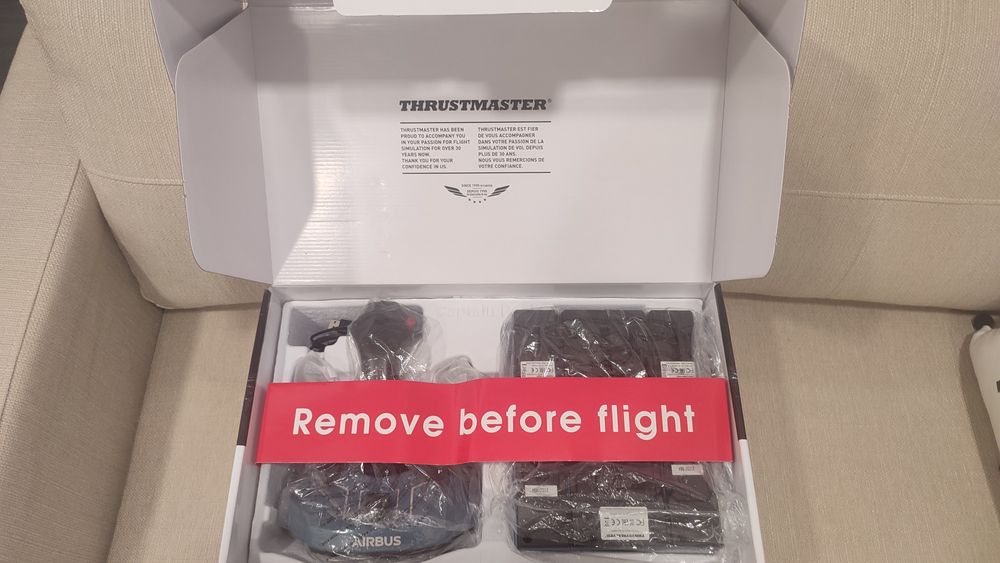 THRUSTMASTER®
THRUSTMASTER HAS BEEN
PROUD TO ACCOMPANY YOU
IN YOUR PASSION FOR FLIGHT
SIMULATION FOR OVER 30
YEARS NOW.
THANK YOU FOR YOUR
CONFIDENCE IN US.
THRUSTMASTER EST FIER
DE VOUS ACCOMPAGNER
DANS VOTRE PASSION DE LA
SIMULATION DE VOL DEPUIS
PLUS DE 30 ANS.
NOUS VOUS REMERCIONS DE
VOTRE CONFIANCE.
Remove before flight
AIRBUS
THRUSTMASTER